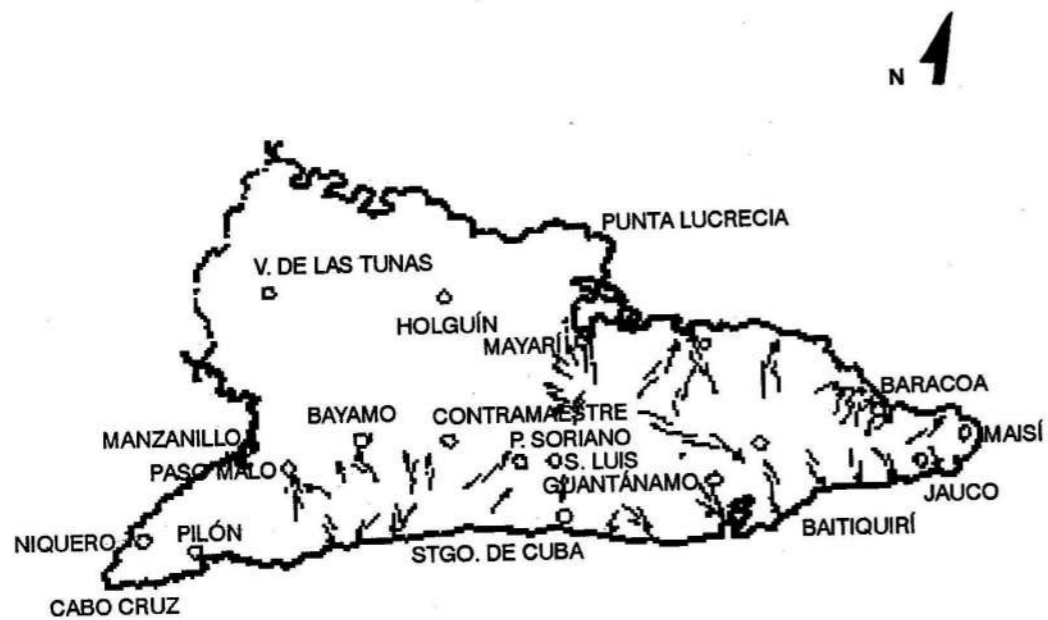 N
PUNTA LUCRECIA
V. DE LAS TUNAS
HOLGUÍN
MAYARÍ
BARACOA
BAYAMO
CONTRAMAESTRE
MANZANILLO
P. SORIANO
MAISÍ
PASO MALO
S. LUIS
GUANTÁNAMO
JAUCO
BAITIQUIRÍ
NIQUERO
PILÓN
STGO. DE CUBA
CABO CRUZ